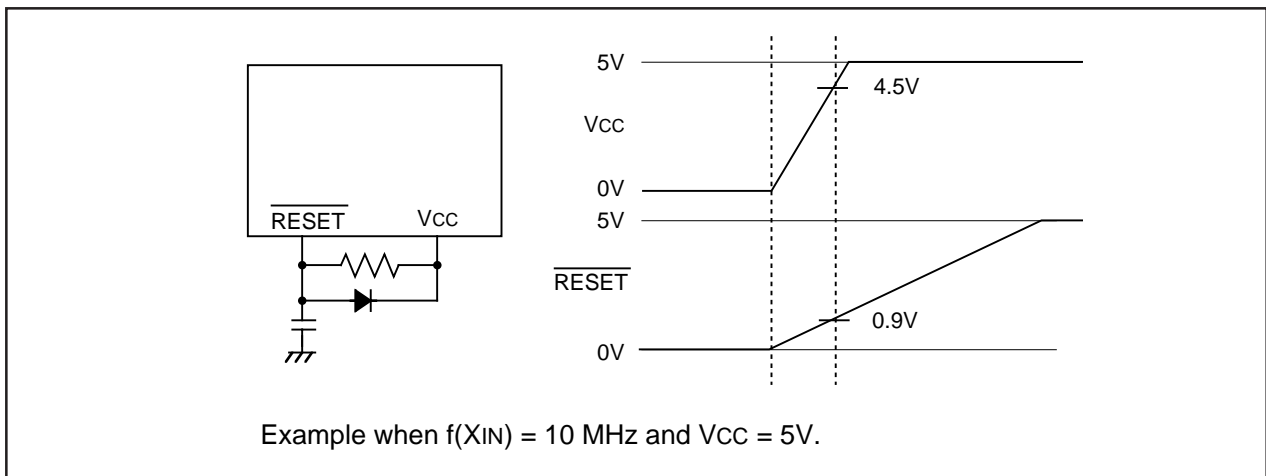 RESET
VCC
5V
4.5V
VCC
0V
5V
RESET
0.9V
0V
Example when f(XIN) = 10 MHz and VCC = 5V.